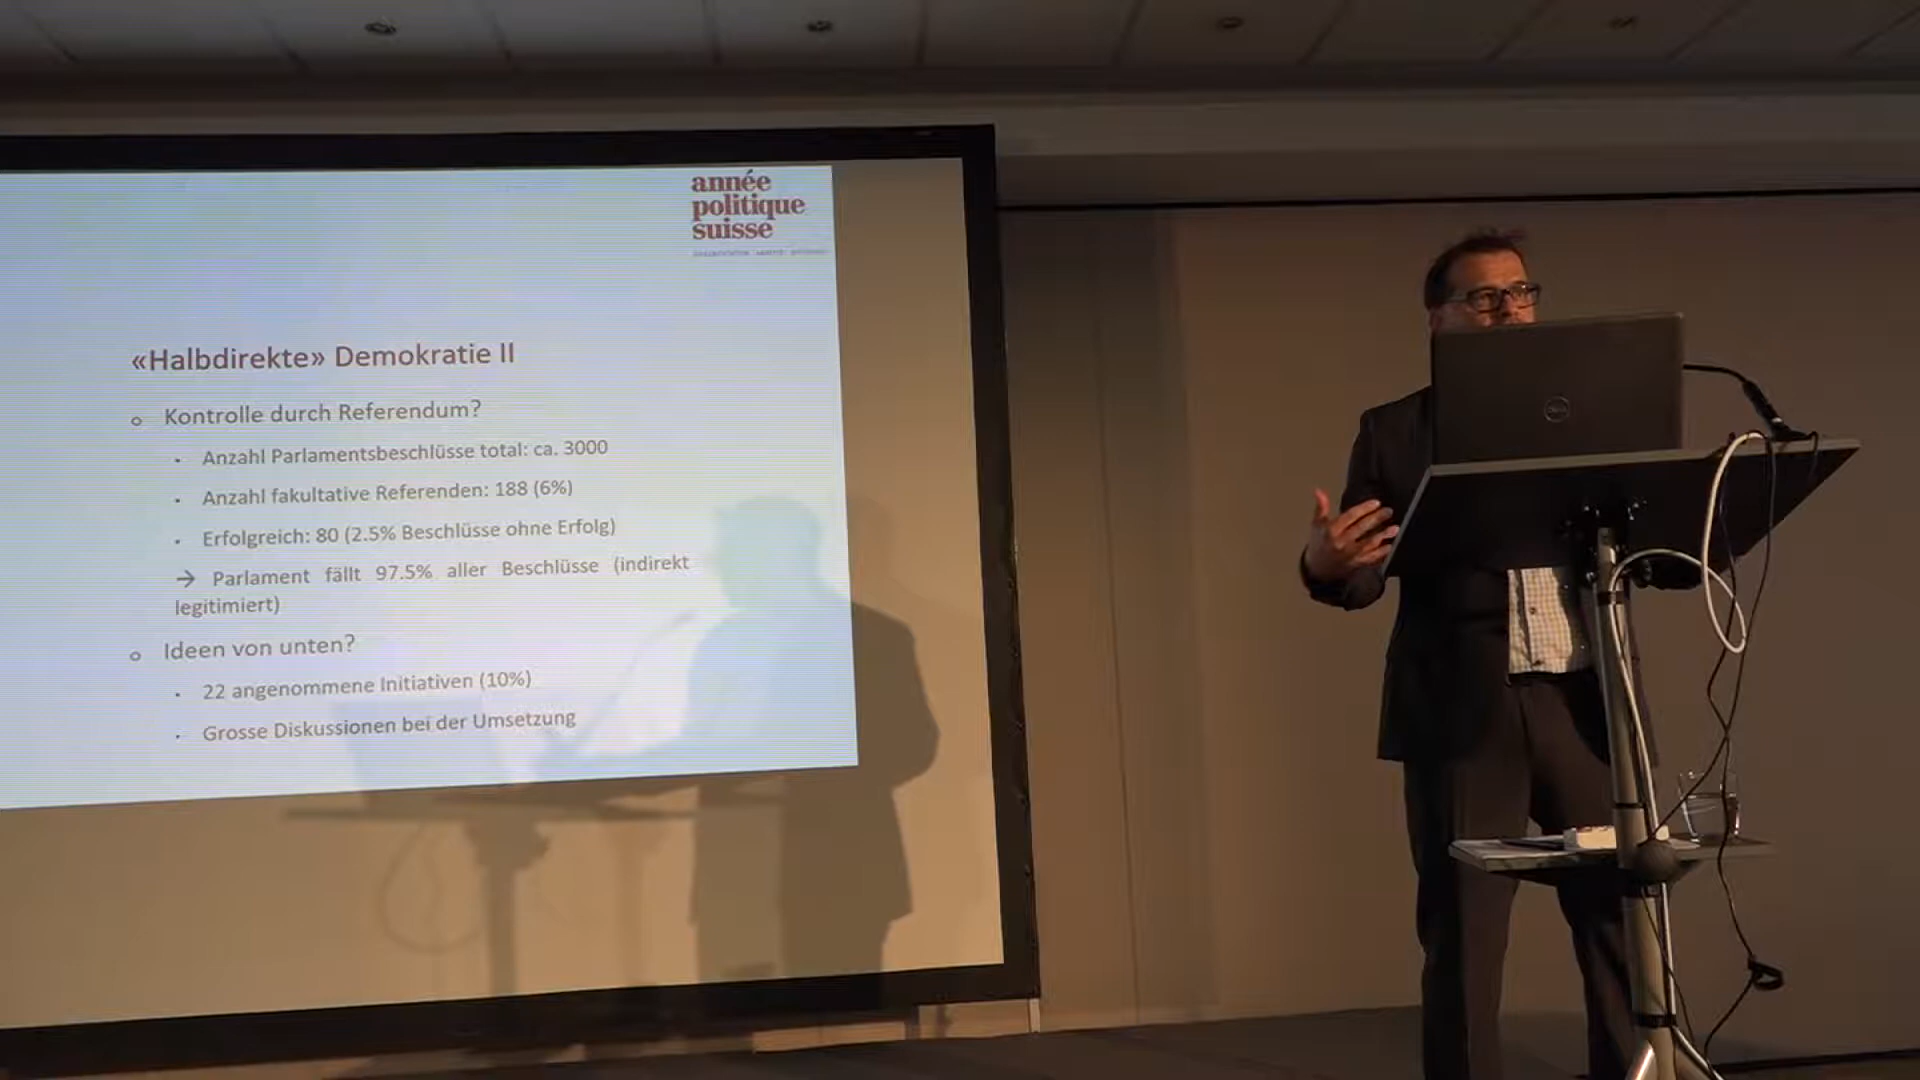 année
politique
suisse
«Halbdirekte» Demokratie II
o Kontrolle durch Referendum?
▪ Anzahl Parlamentsbeschlüsse total: ca. 3000
▪ Anzahl fakultative Referenden: 188 (6%)
▪ Erfolgreich: 80 (2.5% Beschlüsse ohne Erfolg)
→ Parlament fällt 97.5% aller Beschlüsse (indirekt
legitimiert)
o Ideen von unten?
▪ 22 angenommene Initiativen (10%)
▪ Grosse Diskussionen bei der Umsetzung
DELL